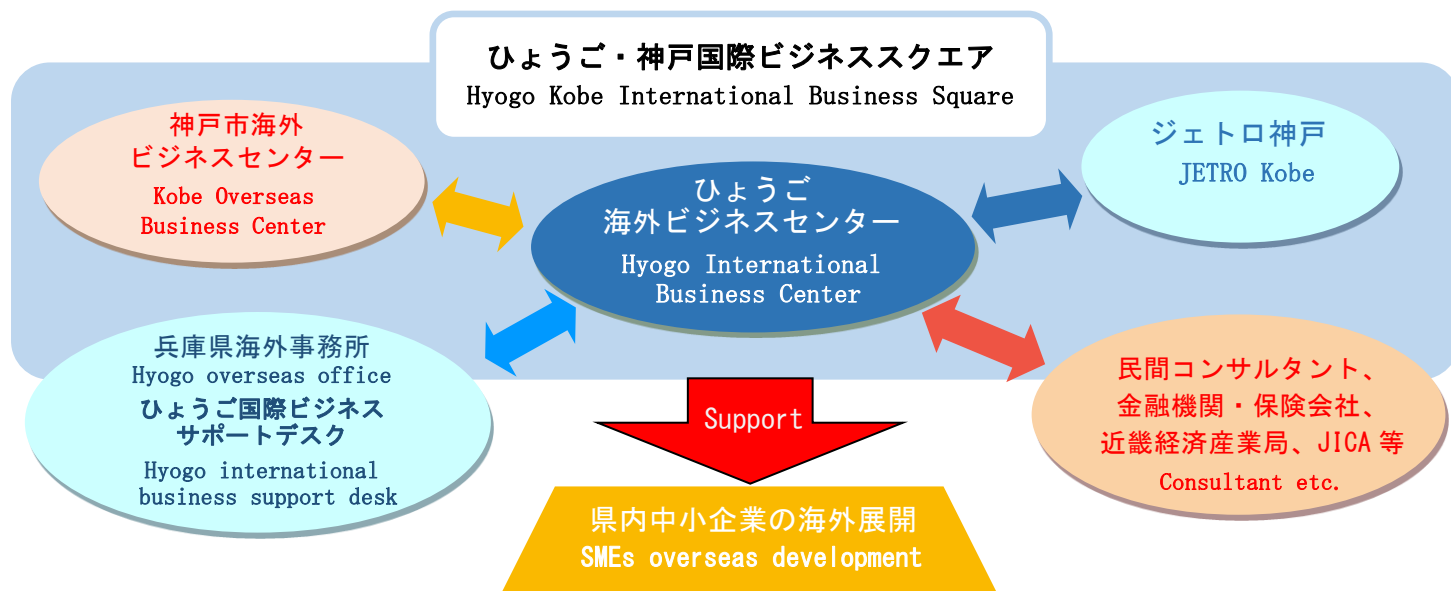 ひょうご・神戸国際ビジネススクエア
Hyogo Kobe International Business Square
神戸市海外
ビジネスセンター
Kobe Overseas
Business Center
ひょうご
海外ビジネスセンター
Hyogo International
Business Center
ジェトロ神戸
JETRO Kobe
兵庫県海外事務所
Hyogo overseas office
ひょうご国際ビジネス
サポートデスク
Hyogo international
business support desk
民間コンサルタント、
金融機関・保険会社、
近畿経済産業局、JICA 等
Consultant etc.
Support
県内中小企業の海外展開
SMEs overseas development